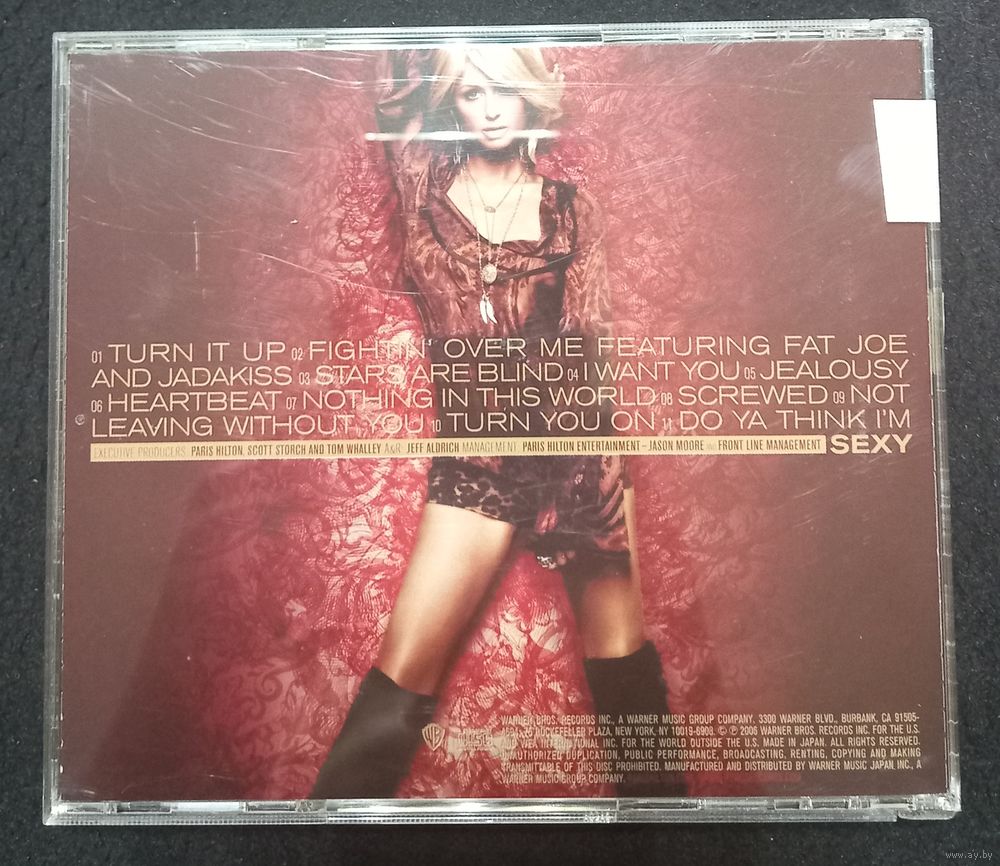 01 TURN IT UP 02 FIGHTIN' OVER ME FEATURING FAT JOE
AND JADAKISS 03 STARS ARE BLIND 04 I WANT YOU 05 JEALOUSY
06 HEARTBEAT 07 NOTHING IN THIS WORLD 08 SCREWED 09 NOT
LEAVING WITHOUT YOU 10 TURN YOU ON 11 DO YA THINK I'M
EXECUTIVE PRODUCERS: PARIS HILTON, SCOTT STORCH AND TOM WHALLEY A&R: JEFF ALDRICH MANAGEMENT: PARIS HILTON ENTERTAINMENT – JASON MOORE FRONT LINE MANAGEMENT SEXY
WARNER BROS. RECORDS INC., A WARNER MUSIC GROUP COMPANY, 3300 WARNER BLVD., BURBANK, CA 91505-
ROCKEFELLER PLAZA, NEW YORK, NY 10019-6908. © ℗ 2006 WARNER BROS. RECORDS INC. FOR THE U.S.
AND WEA INTERNATIONAL INC. FOR THE WORLD OUTSIDE THE U.S. MADE IN JAPAN. ALL RIGHTS RESERVED.
UNAUTHORIZED DUPLICATION, PUBLIC PERFORMANCE, BROADCASTING, RENTING, COPYING AND MAKING
TRANSMITTABLE OF THIS DISC PROHIBITED. MANUFACTURED AND DISTRIBUTED BY WARNER MUSIC JAPAN INC., A
WARNER MUSIC GROUP COMPANY.
www.ay.by